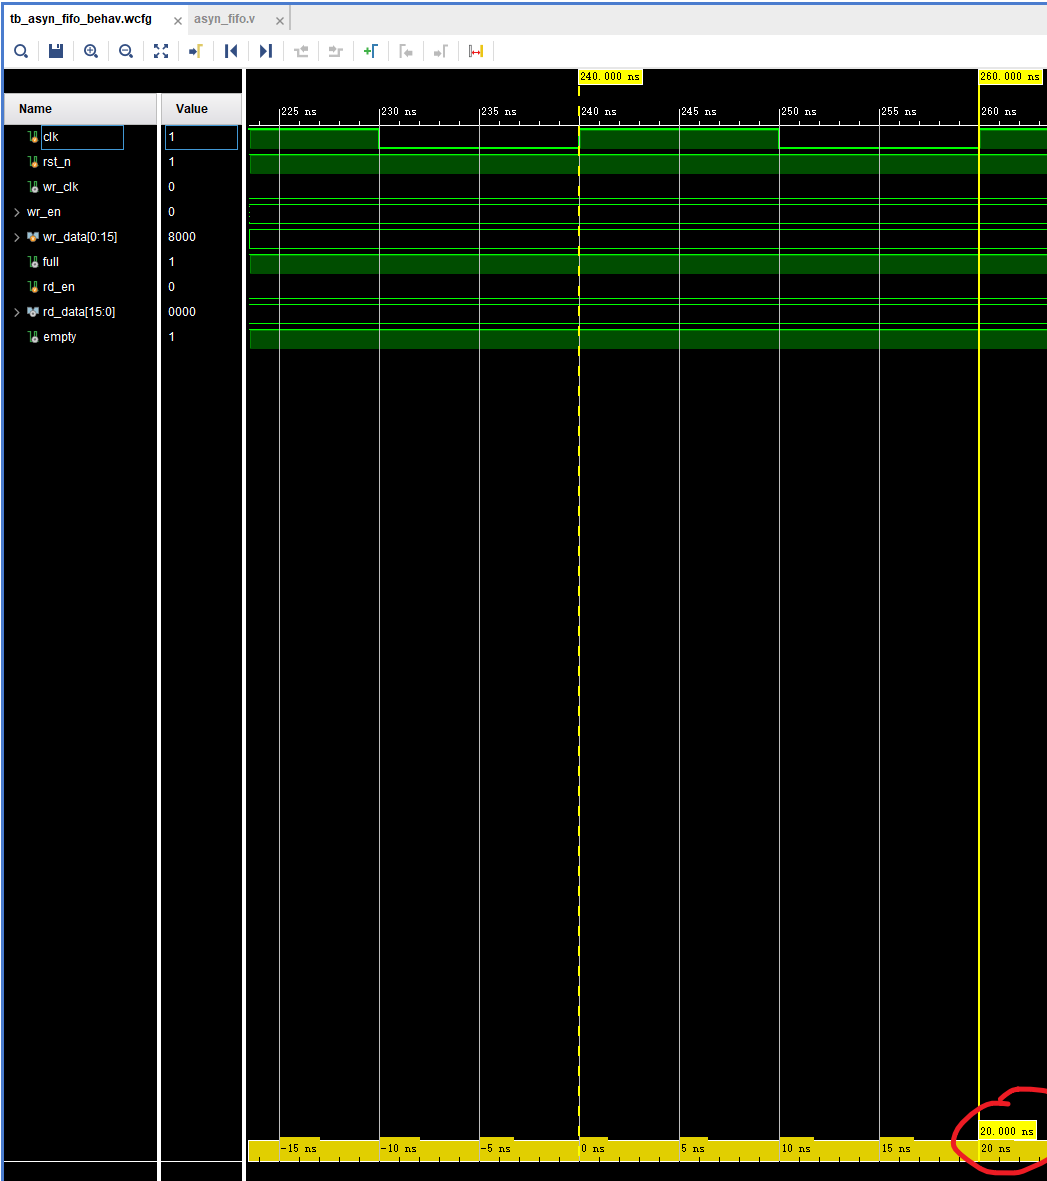 tb_asyn_fifo_behav.wcfg × asyn_fifo.v ×
240.000 ns 260.000 ns
Name Value
225 ns 230 ns 235 ns 240 ns 245 ns 250 ns 255 ns 260 ns
clk 1
rst_n 1
wr_clk 0
wr_en 0
wr_data[0:15] 8000
full 1
rd_en 0
rd_data[15:0] 0000
empty 1
20.000 ns
-15 ns -10 ns -5 ns 0 ns 5 ns 10 ns 15 ns 20 ns